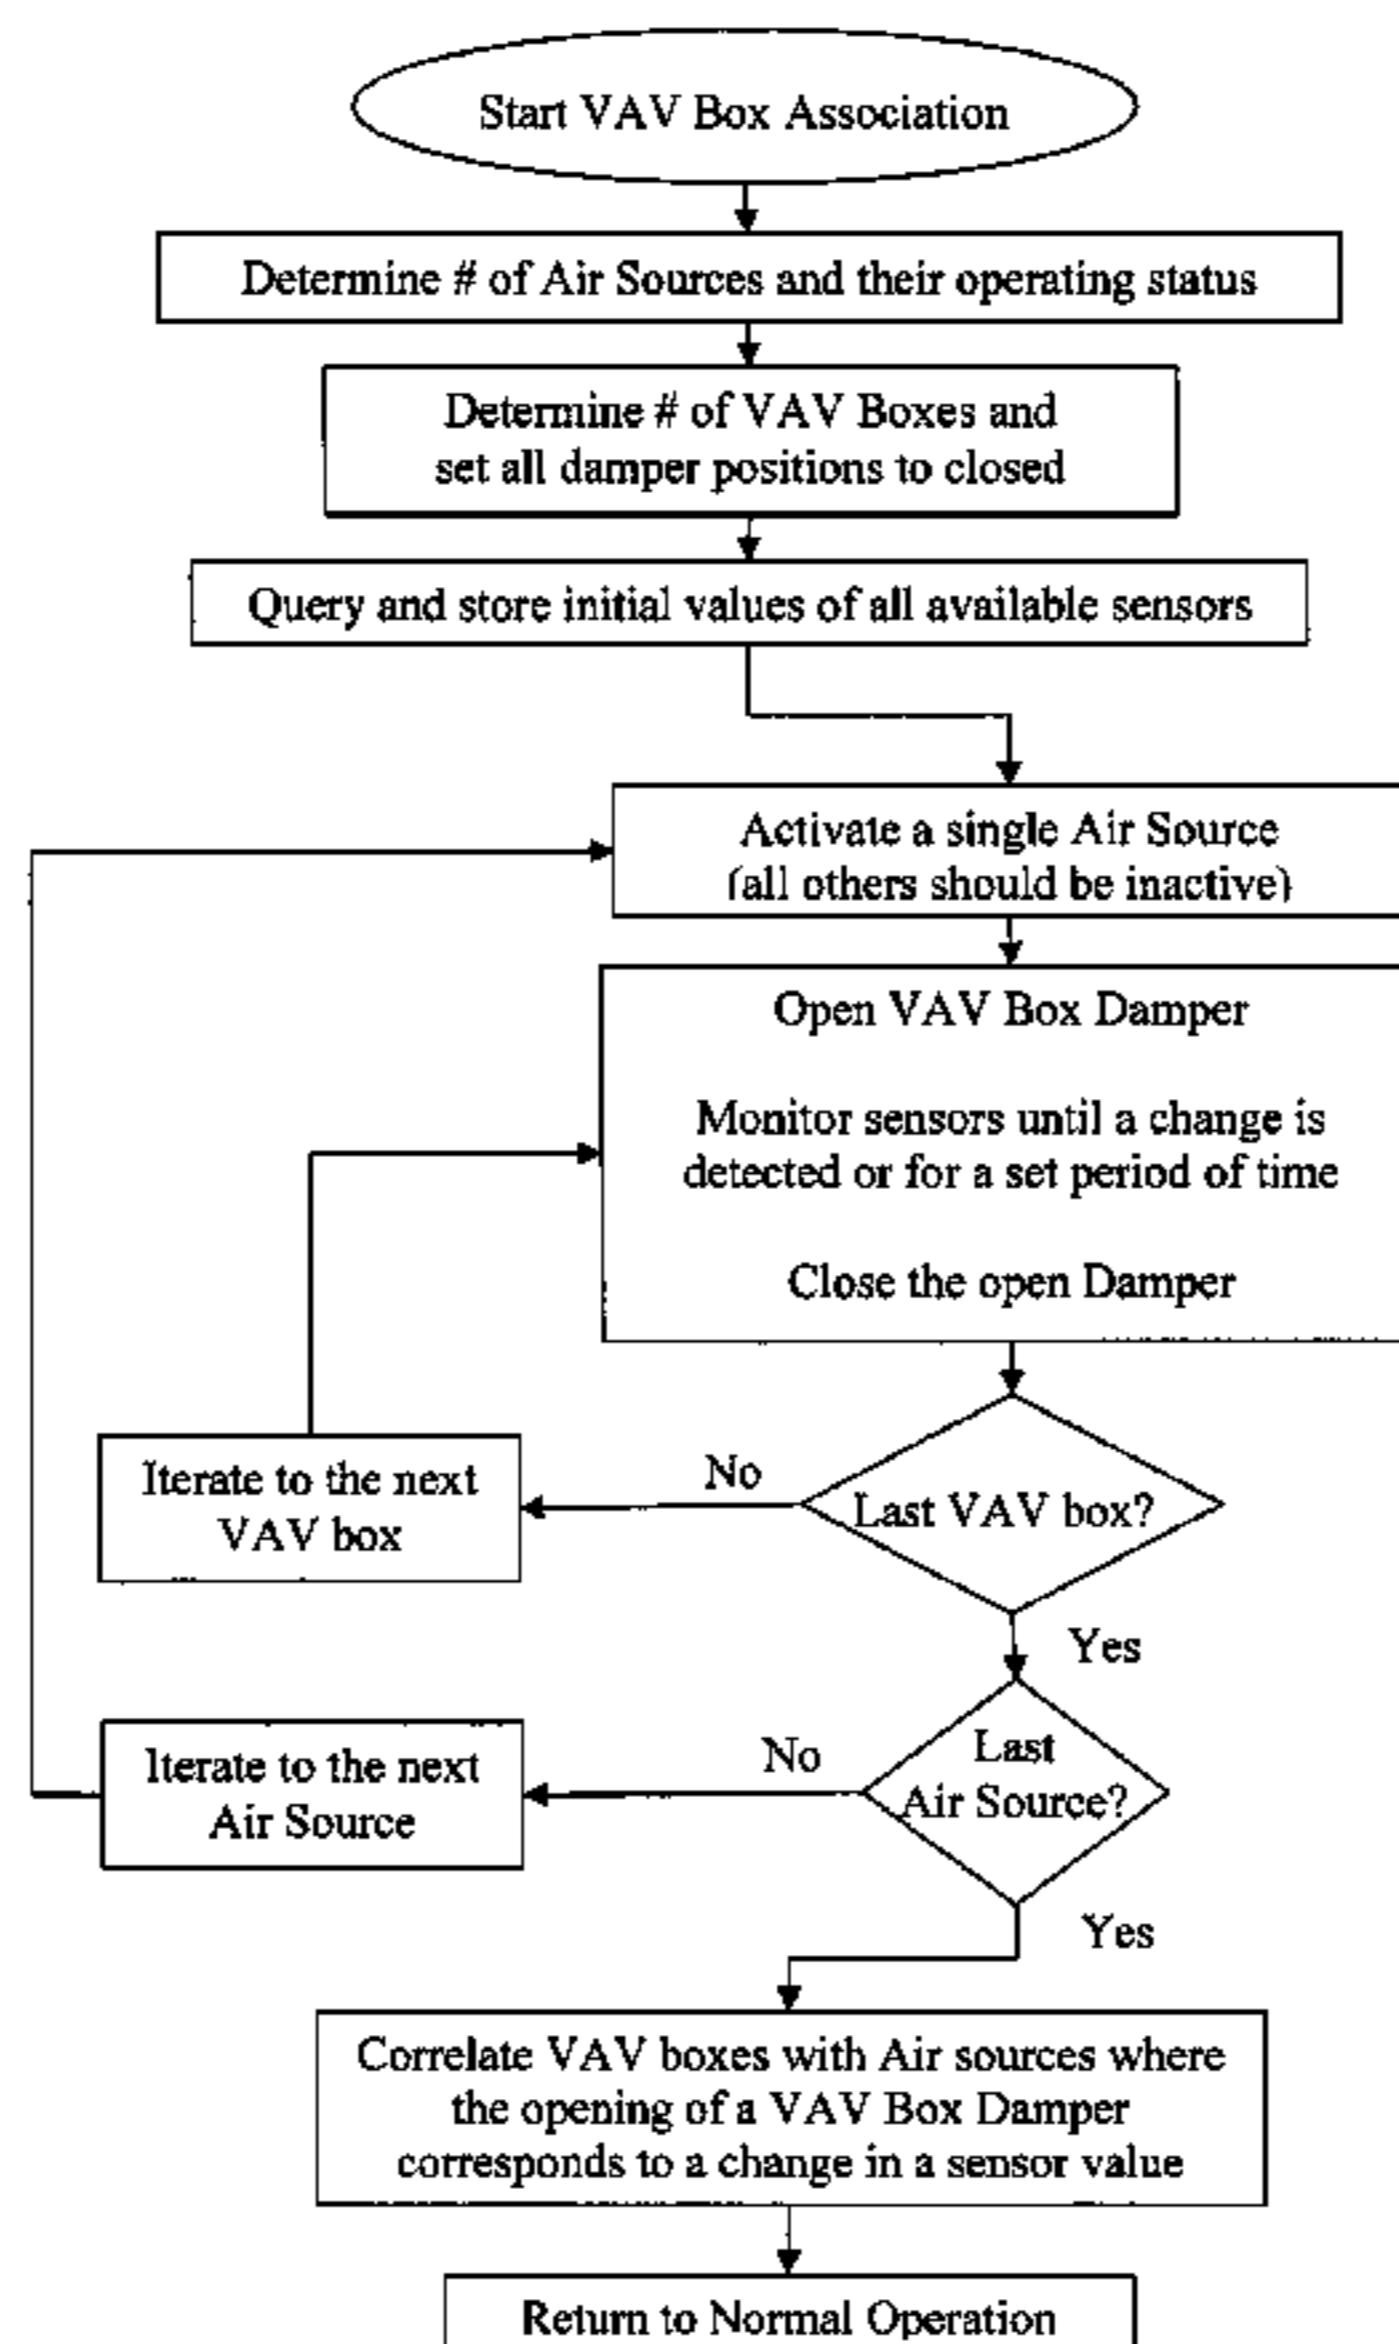 Start VAV Box Association
Determine # of Air Sources and their operating status
Determine # of VAV Boxes and
set all damper positions to closed
Query and store initial values of all available sensors
Activate a single Air Source
(all others should be inactive)
Open VAV Box Damper
Monitor sensors until a change is
detected or for a set period of time
Close the open Damper
Last VAV box?
No
Iterate to the next
VAV box
Yes
Last
Air Source?
No
Iterate to the next
Air Source
Yes
Correlate VAV boxes with Air sources where
the opening of a VAV Box Damper
corresponds to a change in a sensor value
Return to Normal Operation